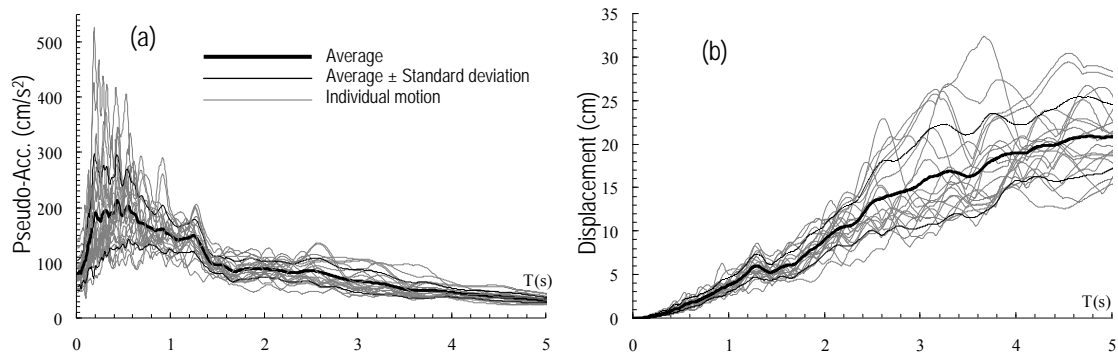 (a)
Average
Average ± Standard deviation
Individual motion
Pseudo-Acc. (cm/s²)
500
400
300
200
100
0
T(s)
0 1 2 3 4 5
(b)
Displacement (cm)
35
30
25
20
15
10
5
0
T(s)
0 1 2 3 4 5